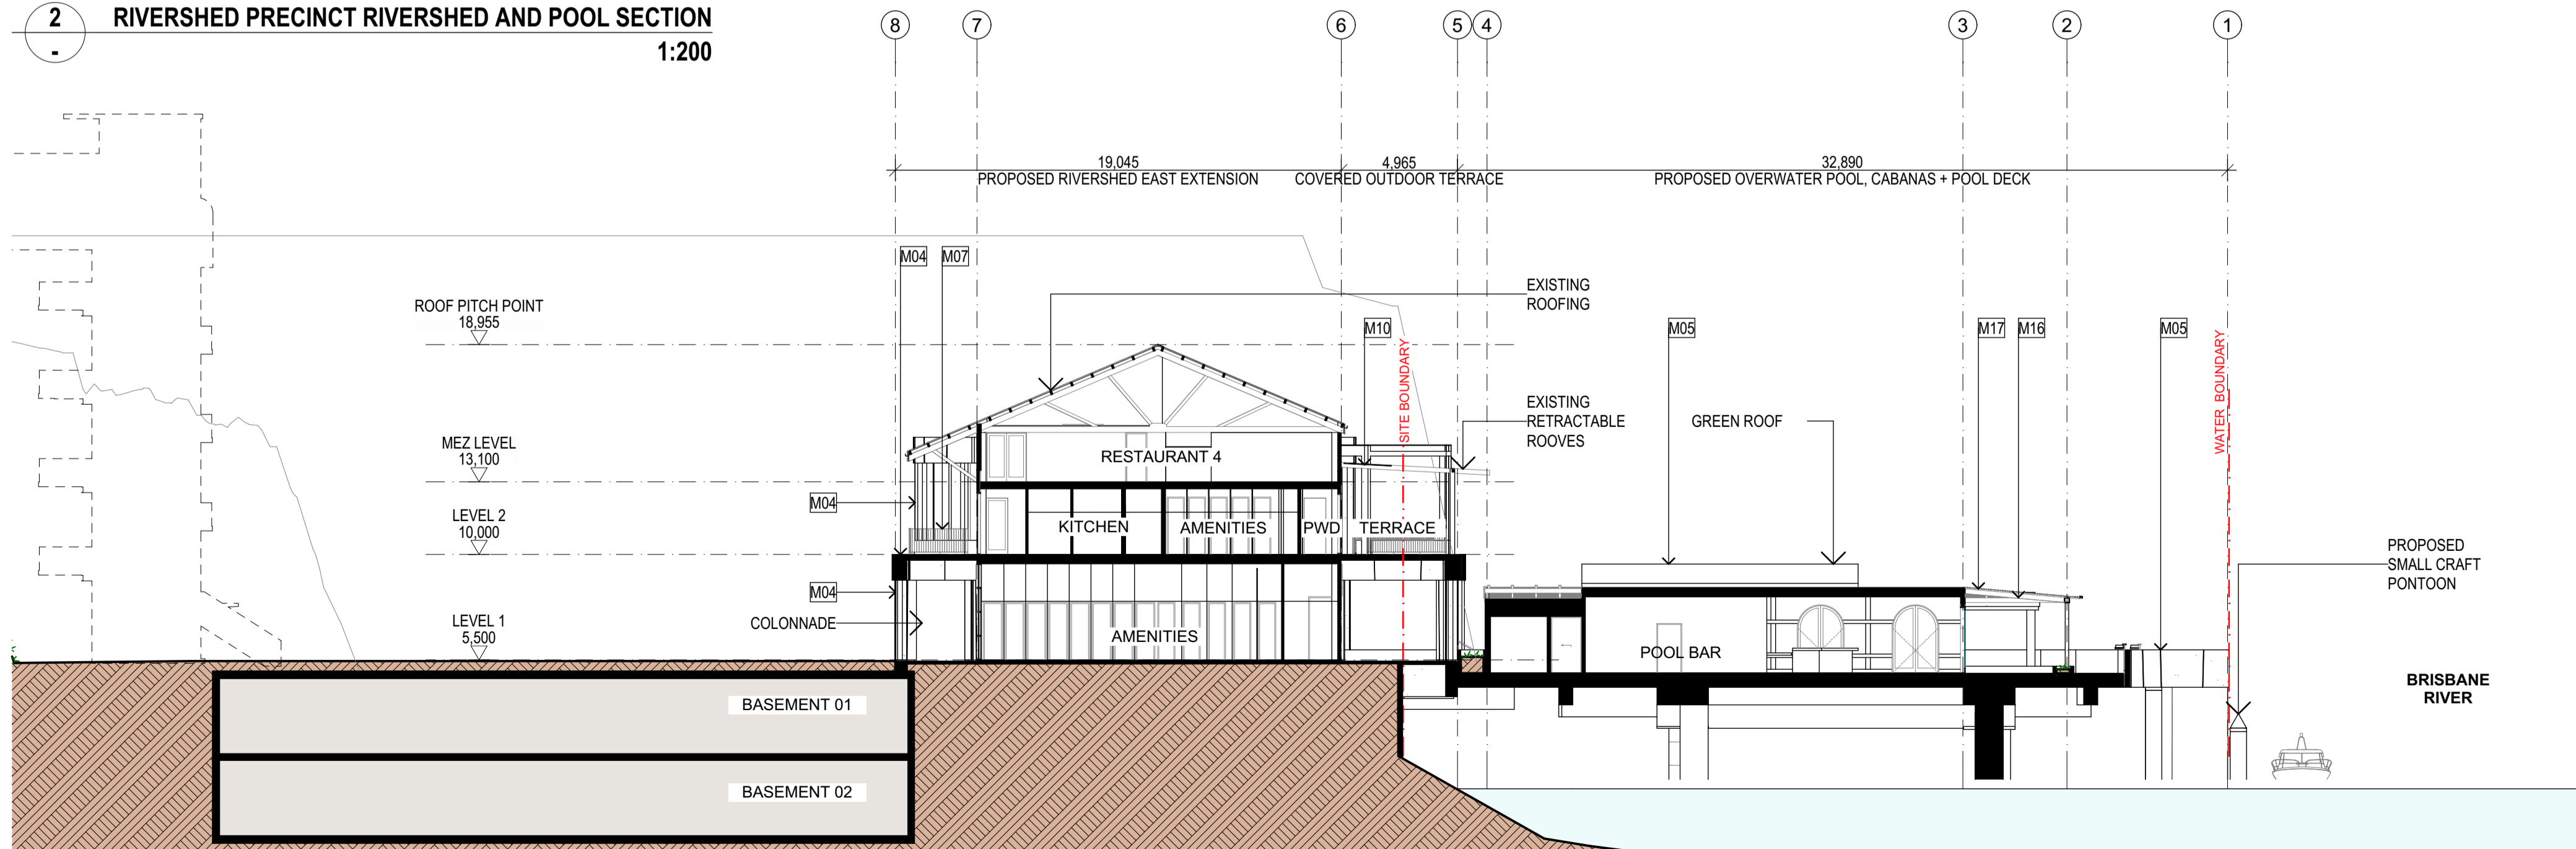 2
-
RIVERSHED PRECINCT RIVERSHED AND POOL SECTION
1:200
8
7
6
5
4
3
2
1
19,045
4,965
32,890
PROPOSED RIVERSHED EAST EXTENSION
COVERED OUTDOOR TERRACE
PROPOSED OVERWATER POOL, CABANAS + POOL DECK
M04
M07
EXISTING
ROOFING
ROOF PITCH POINT
18,955
M10
SITE BOUNDARY
M05
M17
M16
M05
WATER BOUNDARY
EXISTING
RETRACTABLE
ROOVES
GREEN ROOF
MEZ LEVEL
13,100
RESTAURANT 4
M04
LEVEL 2
10,000
KITCHEN
AMENITIES
PWD
TERRACE
PROPOSED
SMALL CRAFT
PONTOON
M04
COLONNADE
LEVEL 1
5,500
AMENITIES
POOL BAR
BRISBANE
RIVER
BASEMENT 01
BASEMENT 02